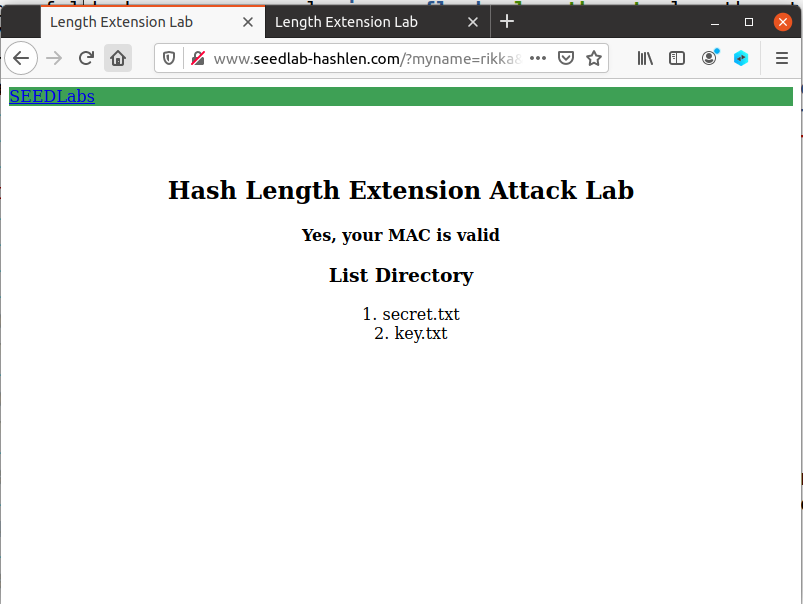 Length Extension Lab
Length Extension Lab
www.seedlab-hashlen.com/?myname=rikka&
SEEDLabs
Hash Length Extension Attack Lab
Yes, your MAC is valid
List Directory
1. secret.txt
2. key.txt